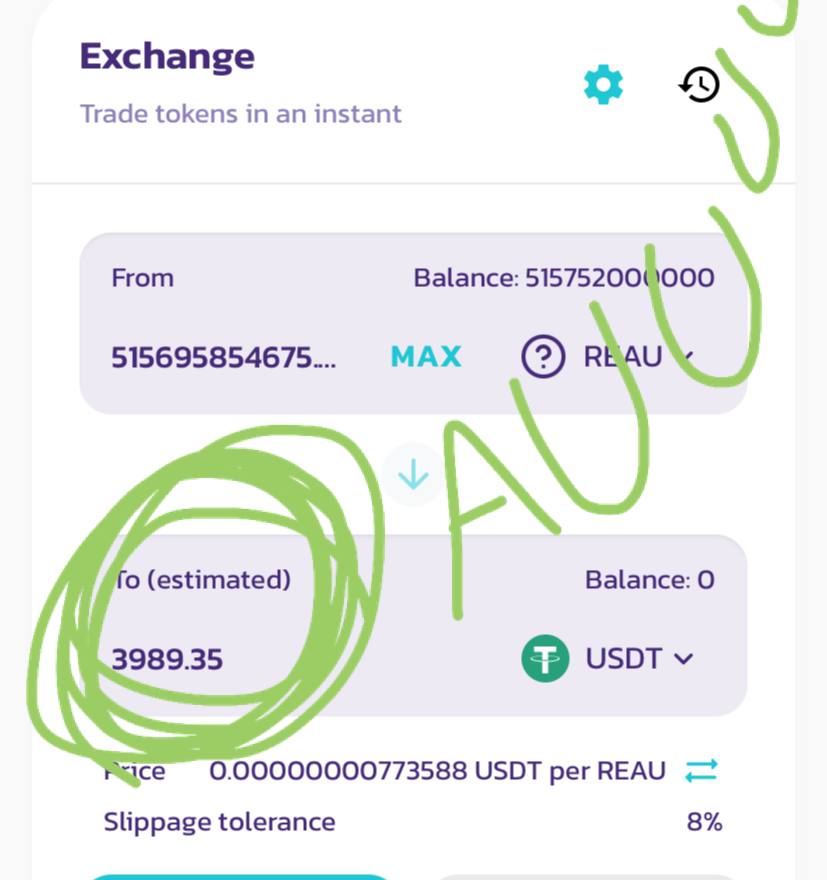 Exchange
Trade tokens in an instant
From Balance: 515752000000
515695854675.... MAX REAU
To (estimated) Balance: 0
3989.35 USDT
Price 0.00000000773588 USDT per REAU
Slippage tolerance 8%
AUUUUU